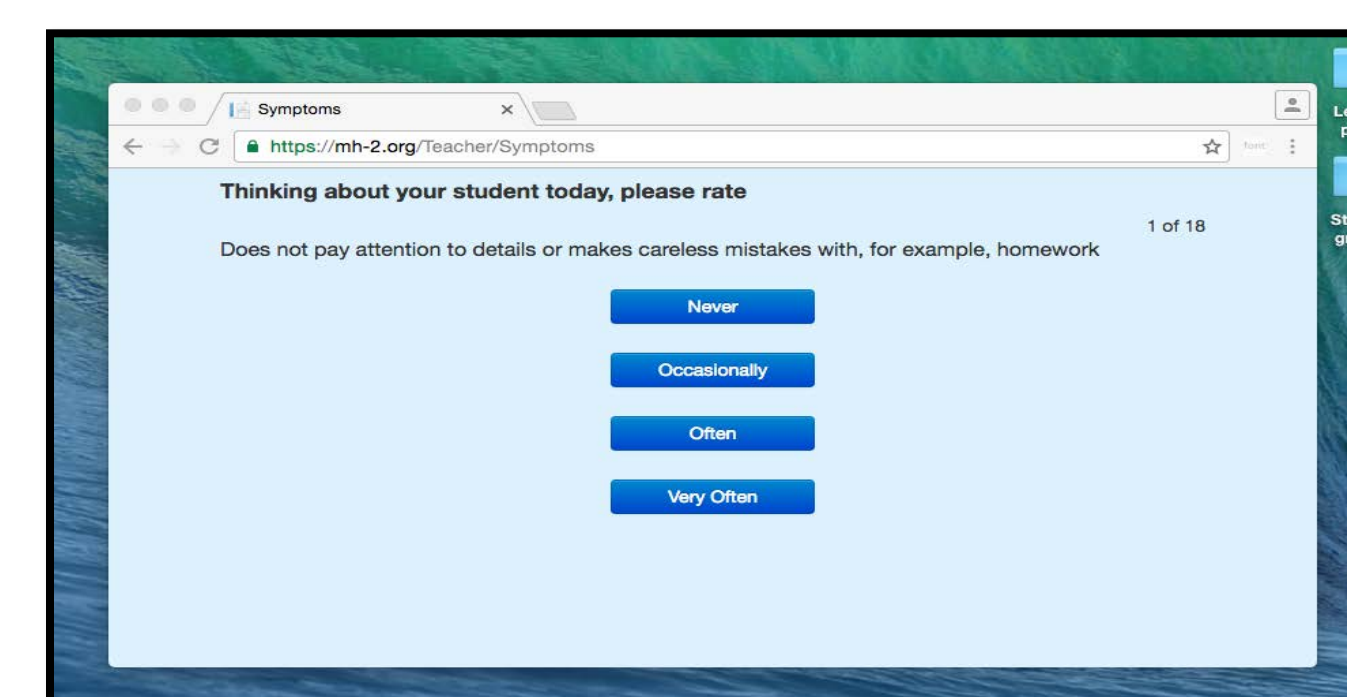 Symptoms
https://mh-2.org/Teacher/Symptoms
Thinking about your student today, please rate
1 of 18
Does not pay attention to details or makes careless mistakes with, for example, homework
Never
Occasionally
Often
Very Often